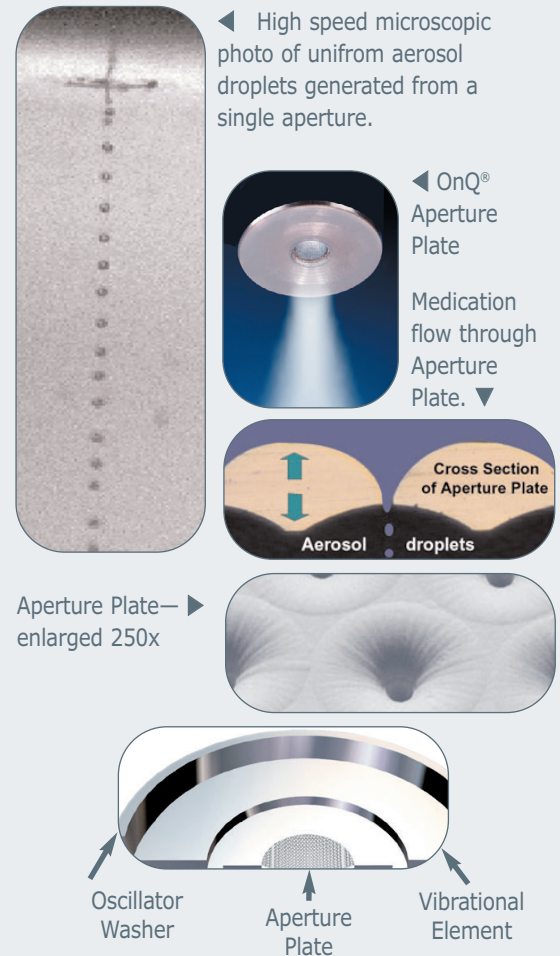 ◀ High speed microscopic
photo of unifrom aerosol
droplets generated from a
single aperture.
◀ OnQ®
Aperture
Plate
Medication
flow through
Aperture
Plate. ▼
Cross Section
of Aperture Plate
Aerosol droplets
Aperture Plate— ▶
enlarged 250x
Oscillator
Washer
Aperture
Plate
Vibrational
Element